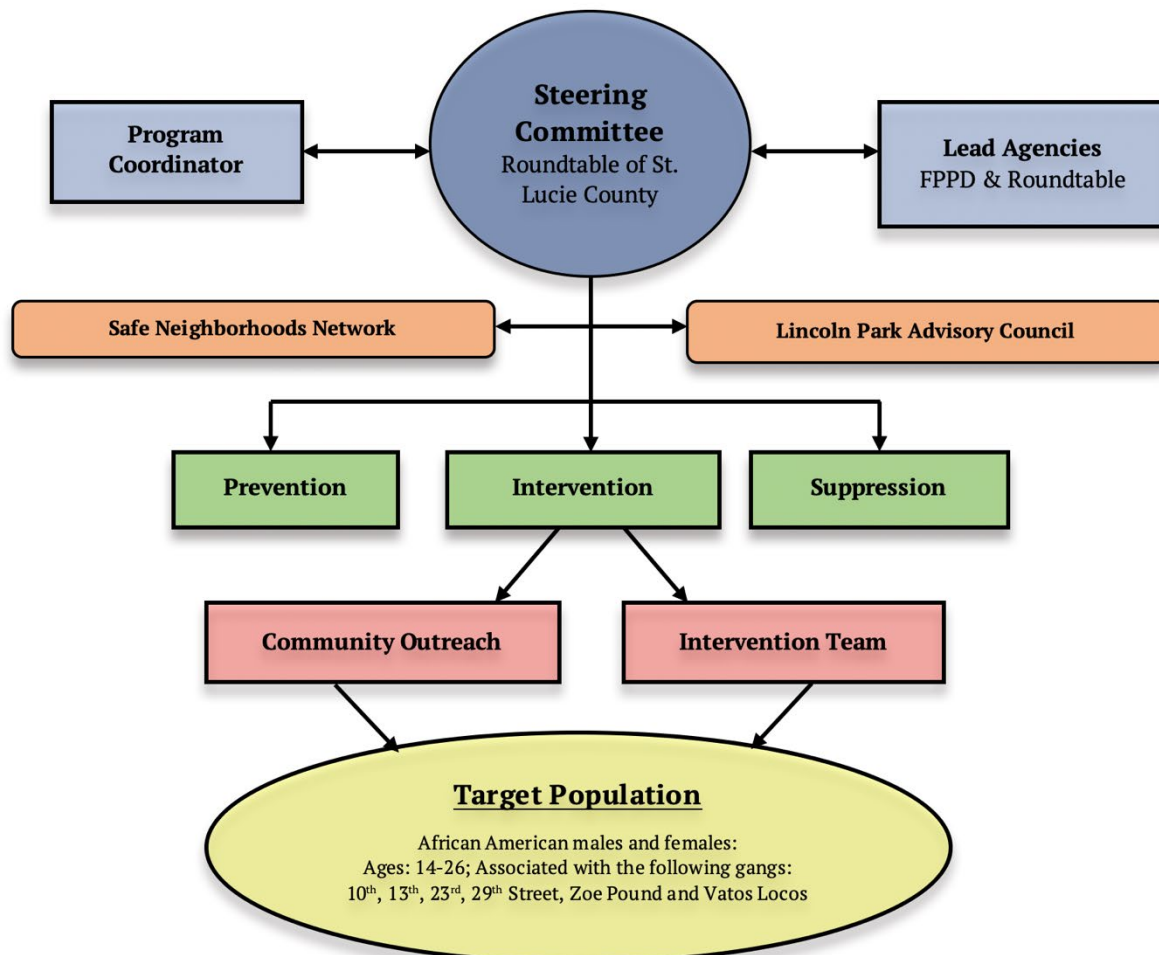 Steering
Committee
Roundtable of St.
Lucie County
Program
Coordinator
Lead Agencies
FPPD & Roundtable
Safe Neighborhoods Network
Lincoln Park Advisory Council
Prevention
Intervention
Suppression
Community Outreach
Intervention Team
Target Population
African American males and females:
Ages: 14-26; Associated with the following gangs:
10th, 13th, 23rd, 29th Street, Zoe Pound and Vatos Locos